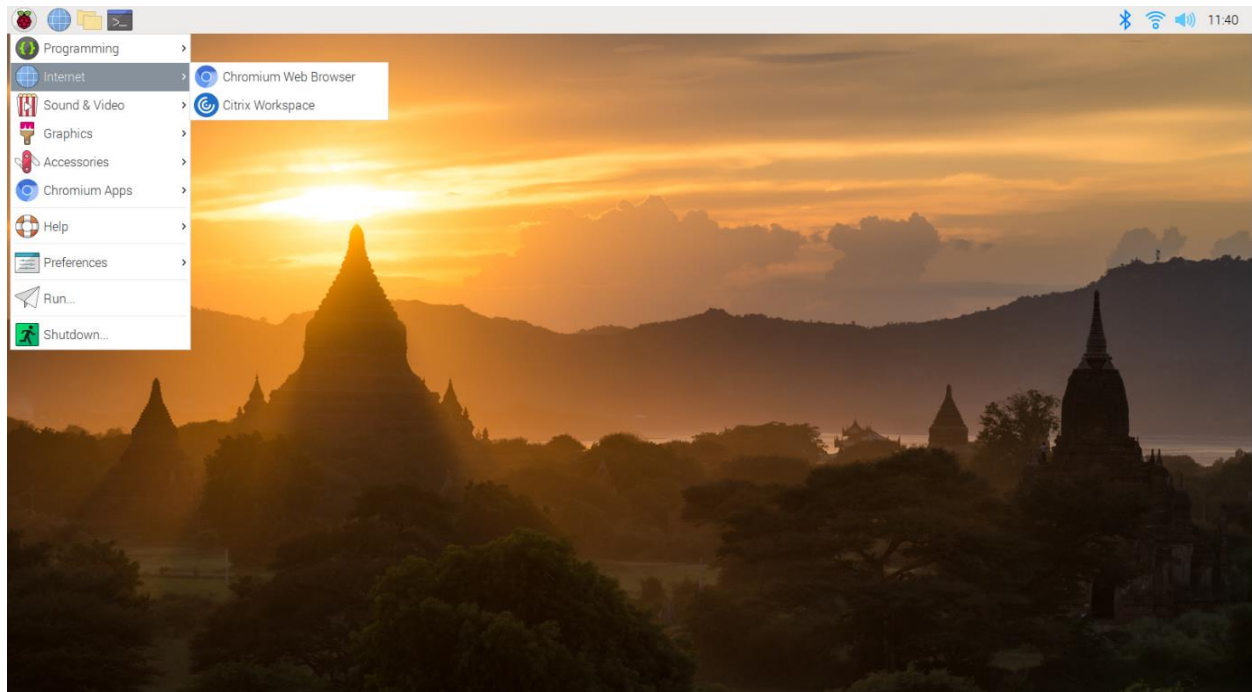 11:40
Programming
Internet
Chromium Web Browser
Sound & Video
Citrix Workspace
Graphics
Accessories
Chromium Apps
Help
Preferences
Run...
Shutdown...